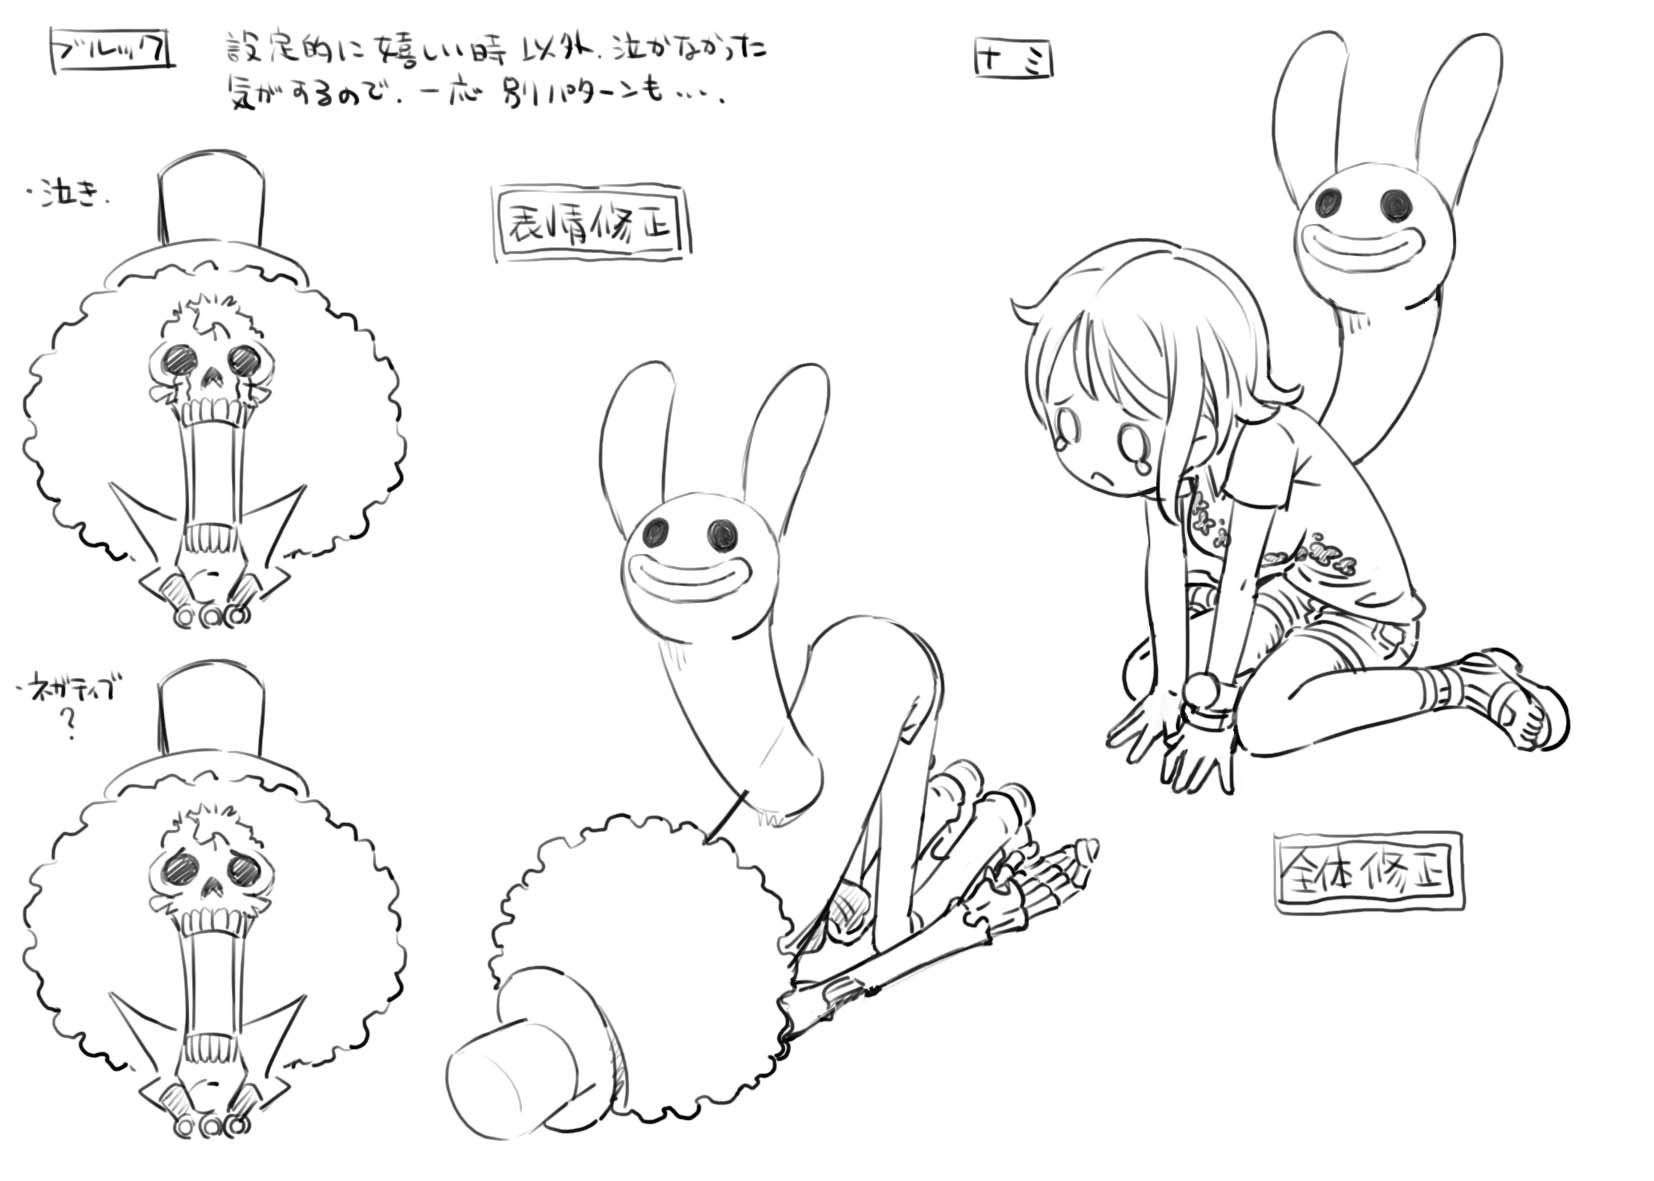 ブルック
設定的に嬉しい時以外、泣かなかった
気がするので、一応別パターンも・・・.
ナミ
・泣き.
表情修正
・ネガティブ
?
全体修正